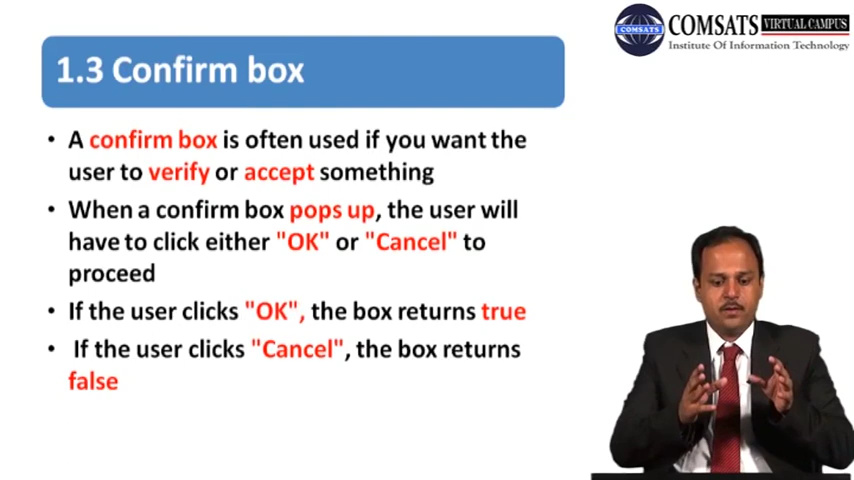 COMSATS VIRTUAL CAMPUS
COMSATS
Institute Of Information Technology
1.3 Confirm box
• A confirm box is often used if you want the
user to verify or accept something
• When a confirm box pops up, the user will
have to click either "OK" or "Cancel" to
proceed
• If the user clicks "OK", the box returns true
• If the user clicks "Cancel", the box returns
false